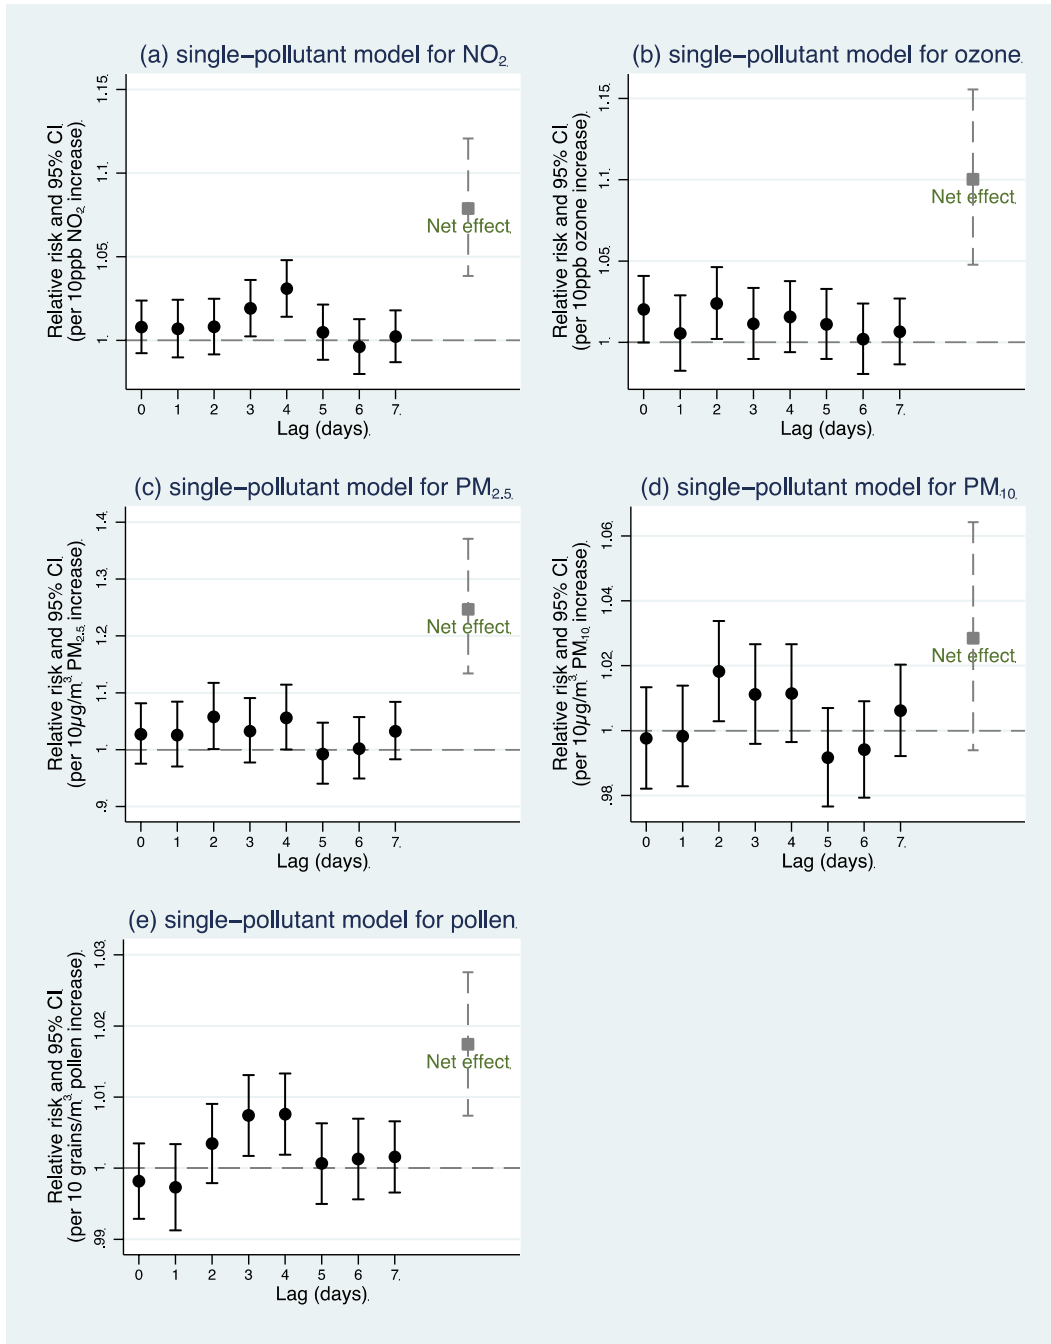 (a) single–pollutant model for NO₂.
Relative risk and 95% CI.
(per 10ppb NO₂ increase).
1.15.
1.1.
1.05.
1.
Net effect.
0 1 2 3 4 5 6 7.
Lag (days).
(b) single–pollutant model for ozone.
Relative risk and 95% CI.
(per 10ppb ozone increase).
1.15.
1.1.
1.05.
1.
Net effect.
0 1 2 3 4 5 6 7.
Lag (days).
(c) single–pollutant model for PM₂.₅.
Relative risk and 95% CI.
(per 10µg/m³ PM₂.₅ increase).
1.4.
1.3.
1.2.
1.1.
1.
.9.
Net effect.
0 1 2 3 4 5 6 7.
Lag (days).
(d) single–pollutant model for PM₁₀.
Relative risk and 95% CI.
(per 10µg/m³ PM₁₀ increase).
1.06.
1.04.
1.02.
1.
.98.
Net effect.
0 1 2 3 4 5 6 7.
Lag (days).
(e) single–pollutant model for pollen.
Relative risk and 95% CI.
(per 10 grains/m³ pollen increase).
1.03.
1.02.
1.01.
1.
.99.
Net effect.
0 1 2 3 4 5 6 7.
Lag (days).